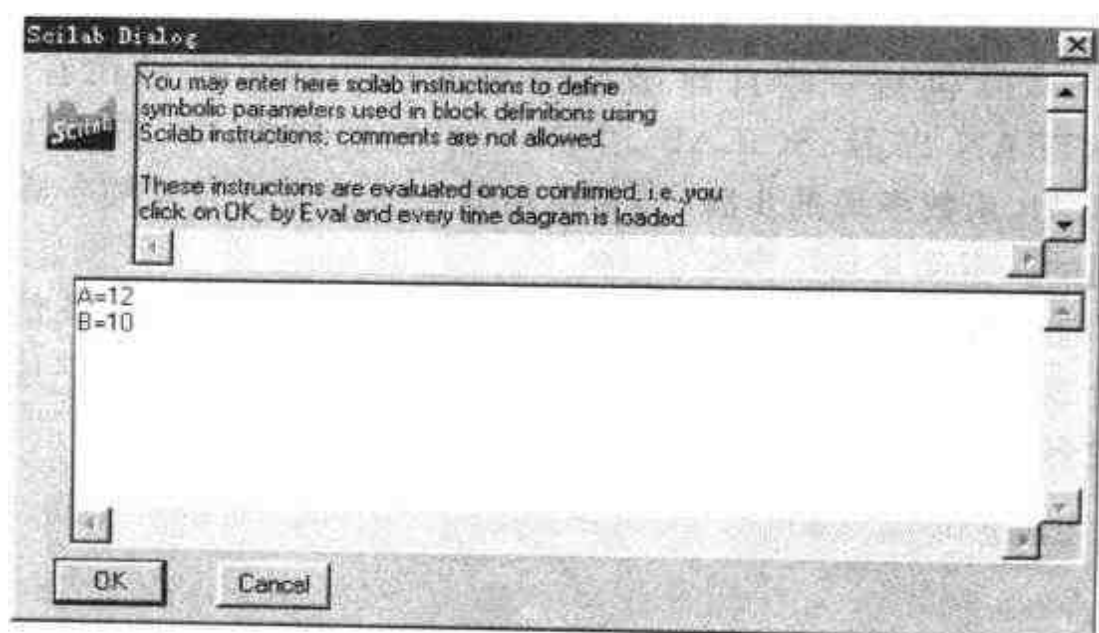 Scilab Dialog
You may enter here scilab instructions to define
symbolic parameters used in block definitions using
Scilab instructions; comments are not allowed.
These instructions are evaluated once confirmed, i.e.,you
click on OK, by Eval and every time diagram is loaded.
A=12
B=10
OK
Cancel